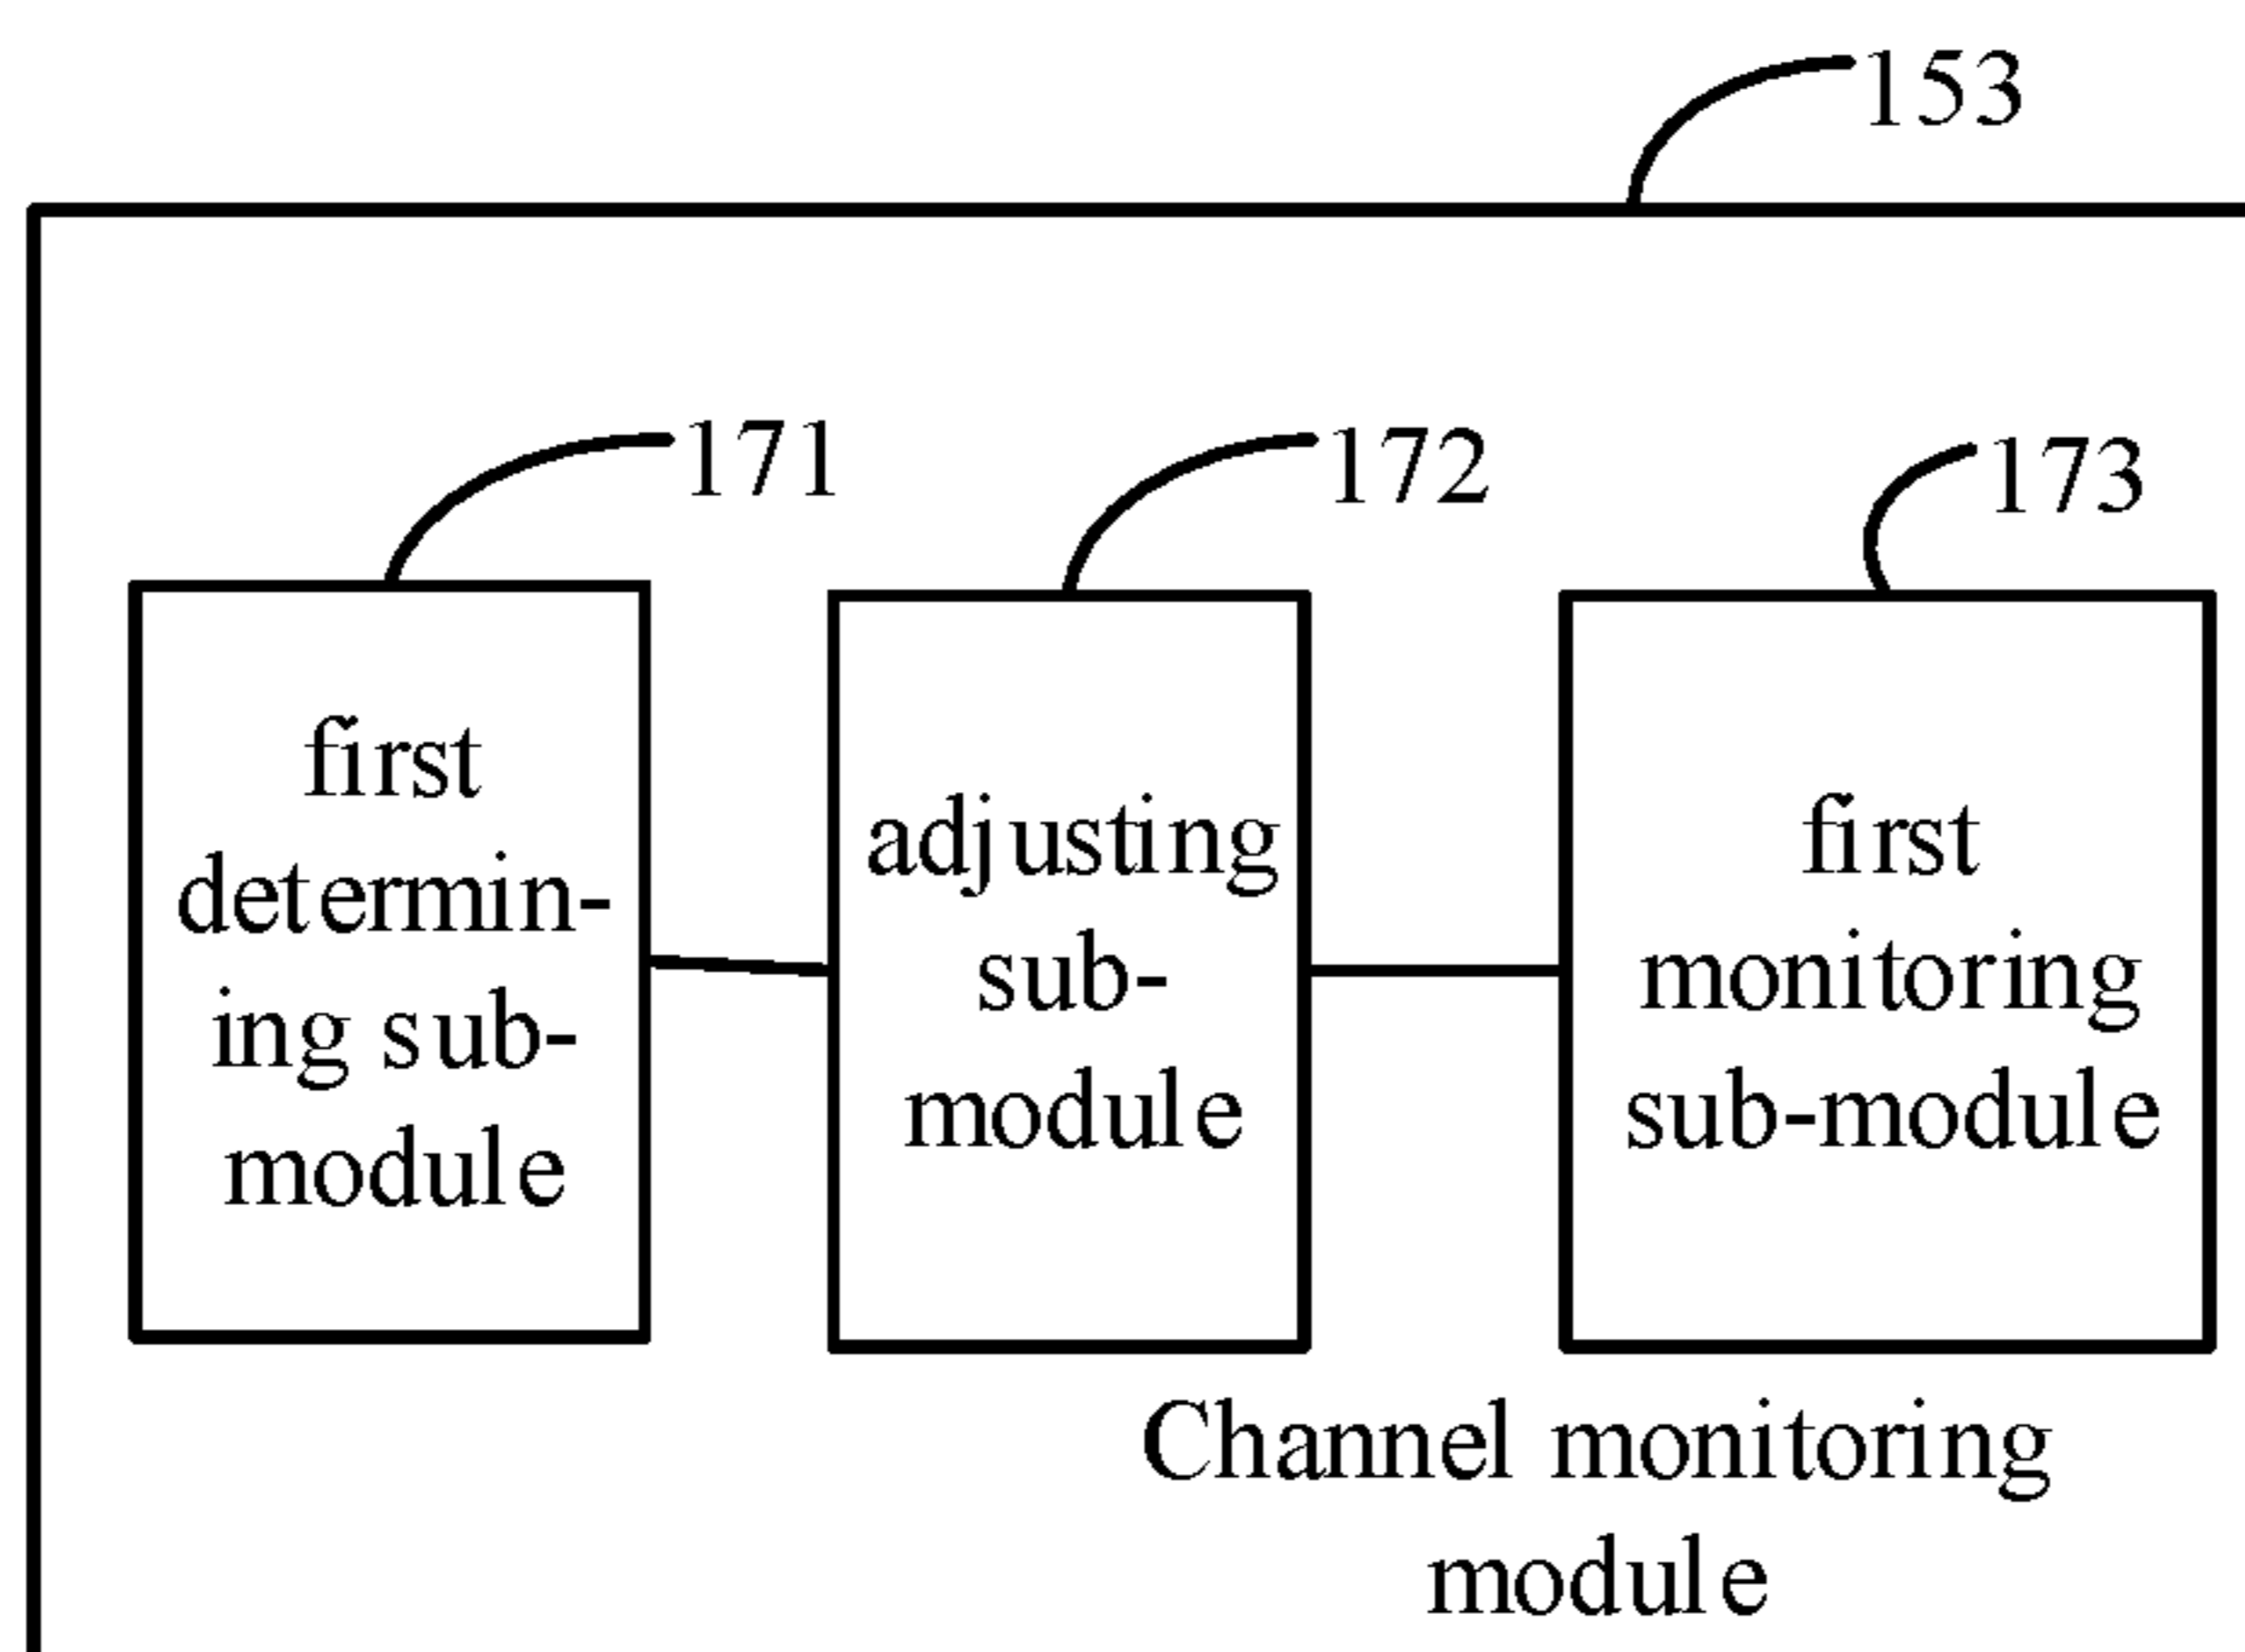 153
171
172
173
first
determin-
ing sub-
module
adjusting
sub-
module
first
monitoring
sub-module
Channel monitoring
module